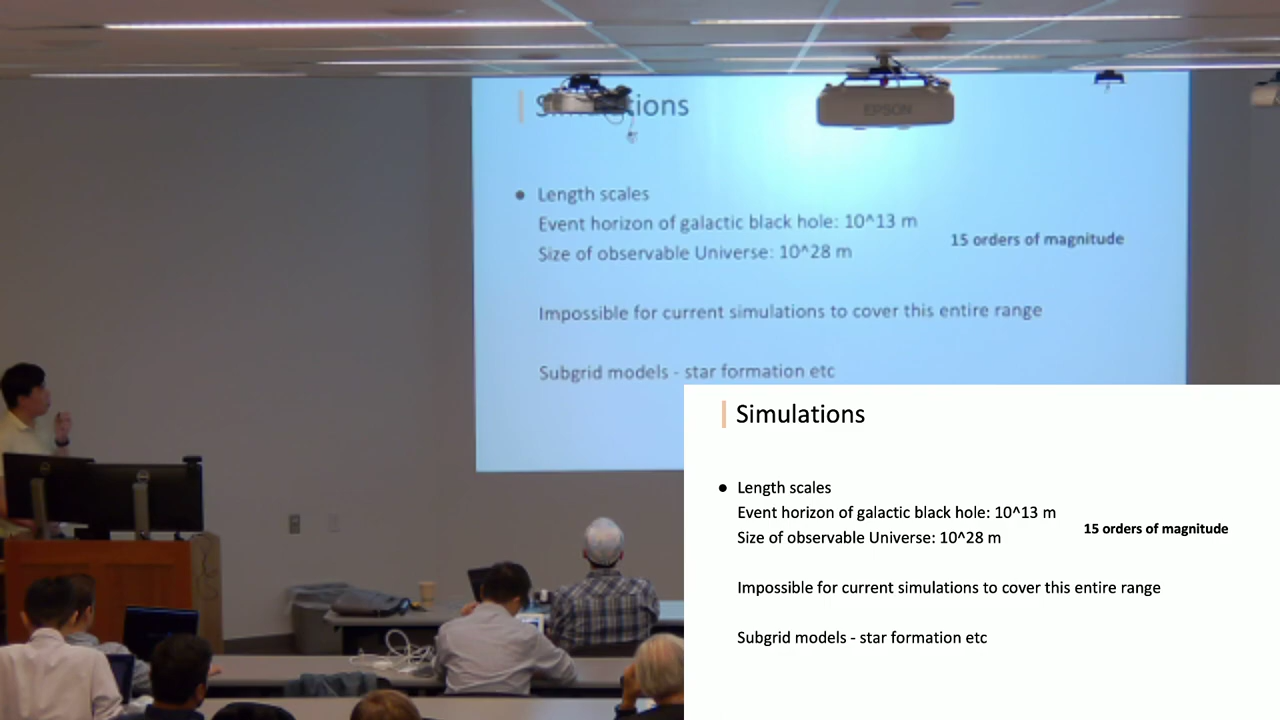 Simulations
Length scales
Event horizon of galactic black hole: 10^13 m
Size of observable Universe: 10^28 m
15 orders of magnitude
Impossible for current simulations to cover this entire range
Subgrid models - star formation etc
EPSON
Simulations
Length scales
Event horizon of galactic black hole: 10^13 m
Size of observable Universe: 10^28 m
15 orders of magnitude
Impossible for current simulations to cover this entire range
Subgrid models - star formation etc